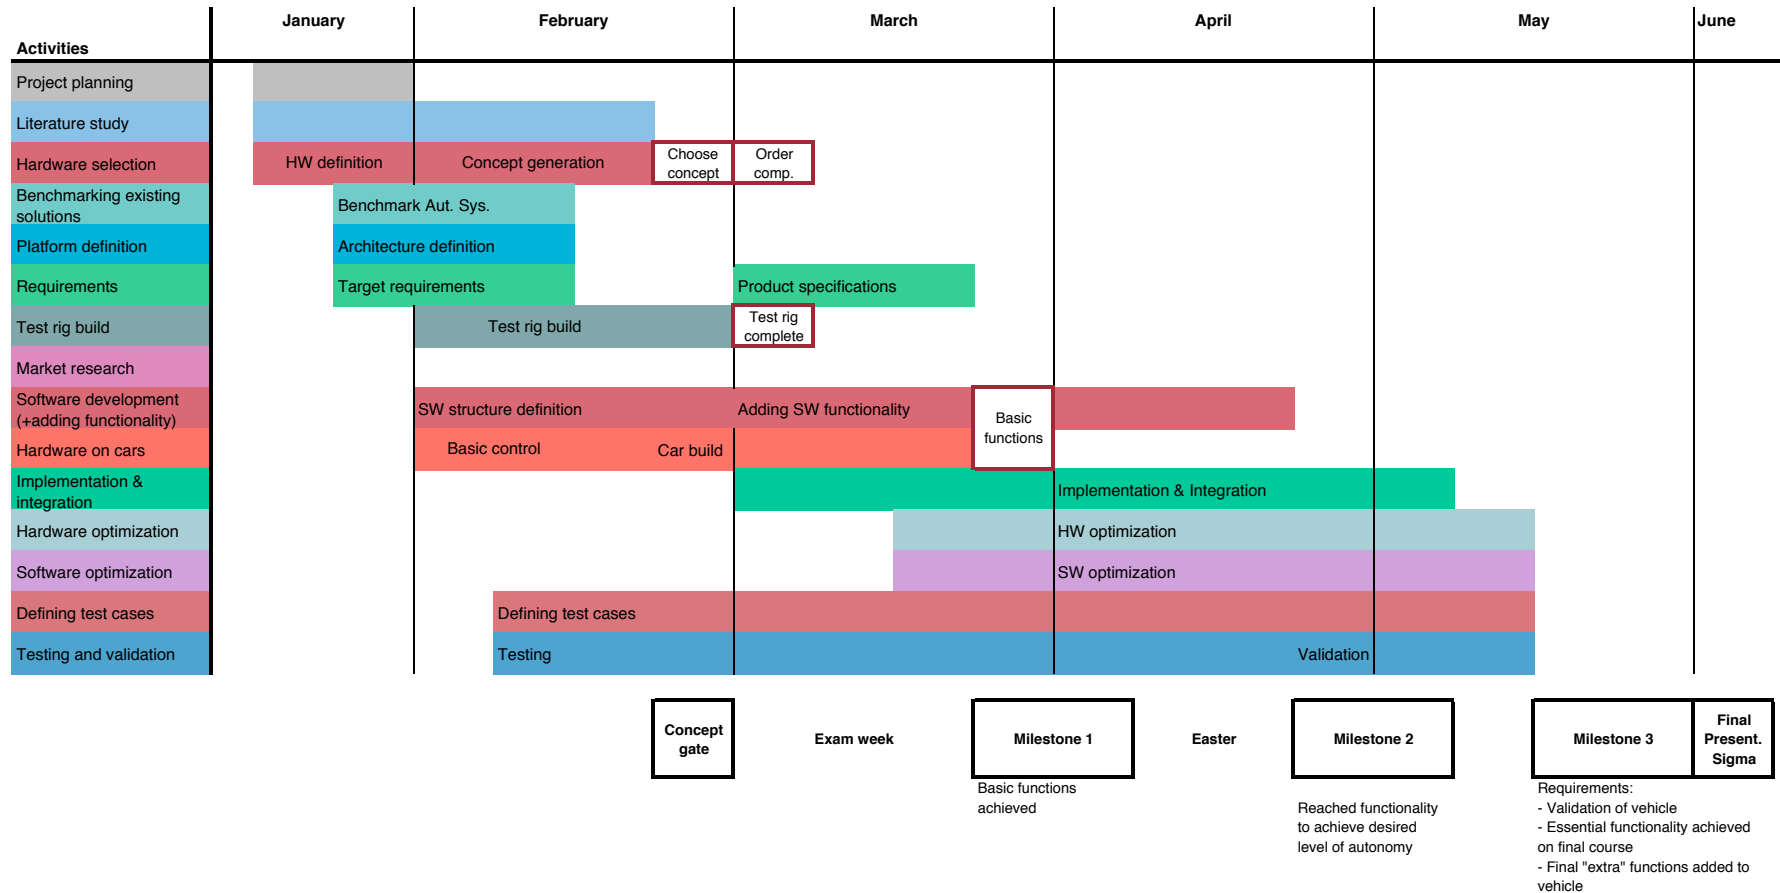 January
February
March
April
May
June
Activities
Project planning
Literature study
Hardware selection
HW definition
Concept generation
Choose
concept
Order
comp.
Benchmarking existing
solutions
Benchmark Aut. Sys.
Platform definition
Architecture definition
Requirements
Target requirements
Product specifications
Test rig build
Test rig build
Test rig
complete
Market research
Software development
(+adding functionality)
SW structure definition
Adding SW functionality
Basic
functions
Hardware on cars
Basic control
Car build
Implementation &
integration
Implementation & Integration
Hardware optimization
HW optimization
Software optimization
SW optimization
Defining test cases
Defining test cases
Testing and validation
Testing
Validation
Concept
gate
Exam week
Milestone 1
Easter
Milestone 2
Milestone 3
Final
Present.
Sigma
Basic functions
achieved
Reached functionality
to achieve desired
level of autonomy
Requirements:
- Validation of vehicle
- Essential functionality achieved
on final course
- Final "extra" functions added to
vehicle